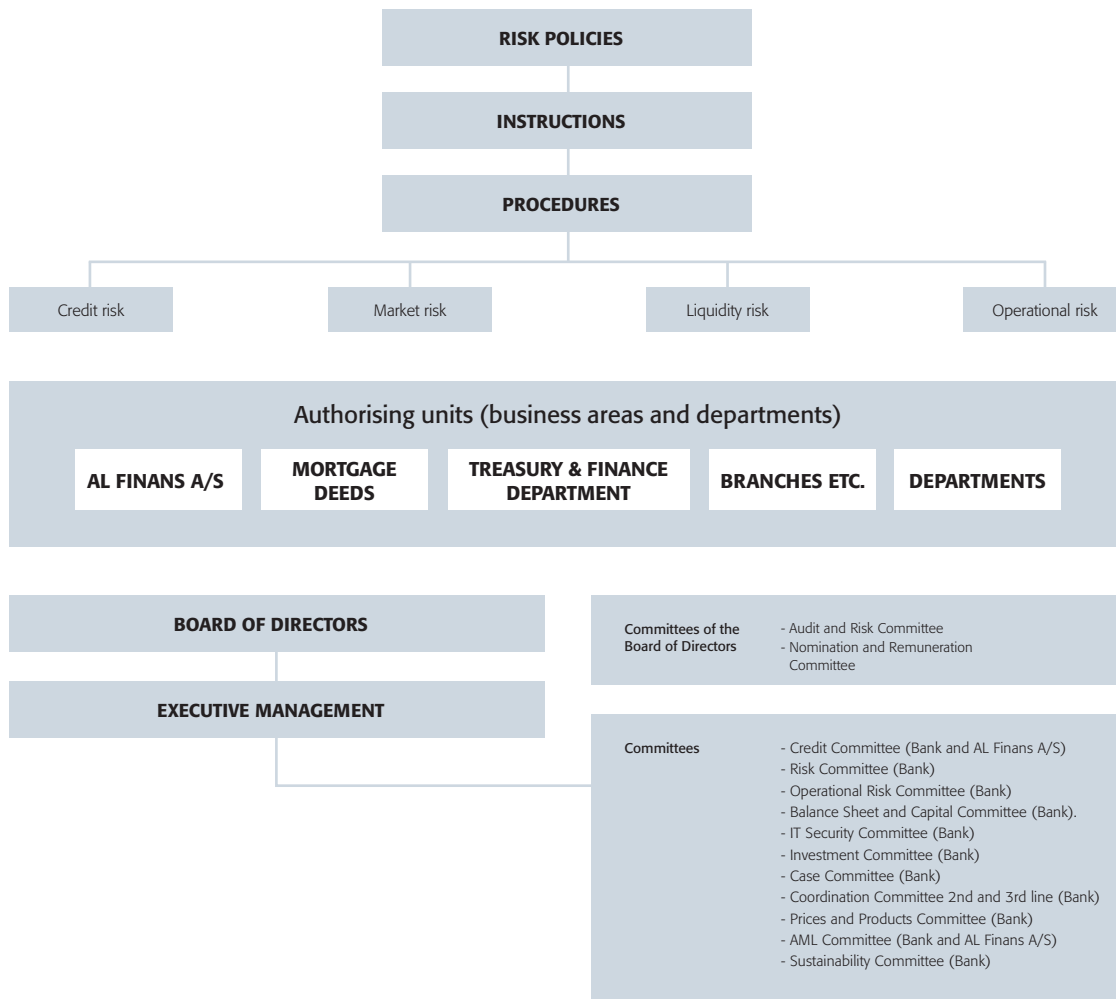 RISK POLICIES
INSTRUCTIONS
PROCEDURES
Credit risk
Market risk
Liquidity risk
Operational risk
Authorising units (business areas and departments)
AL FINANS A/S
MORTGAGE
DEEDS
TREASURY & FINANCE
DEPARTMENT
BRANCHES ETC.
DEPARTMENTS
BOARD OF DIRECTORS
EXECUTIVE MANAGEMENT
Committees of the
Board of Directors
- Audit and Risk Committee
- Nomination and Remuneration
Committee
Committees
- Credit Committee (Bank and AL Finans A/S)
- Risk Committee (Bank)
- Operational Risk Committee (Bank)
- Balance Sheet and Capital Committee (Bank).
- IT Security Committee (Bank)
- Investment Committee (Bank)
- Case Committee (Bank)
- Coordination Committee 2nd and 3rd line (Bank)
- Prices and Products Committee (Bank)
- AML Committee (Bank and AL Finans A/S)
- Sustainability Committee (Bank)